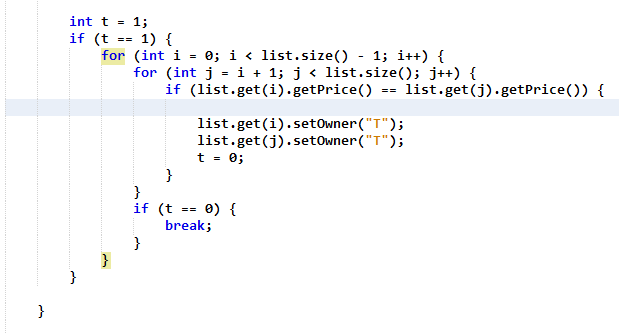 int t = 1;
if (t == 1) {
for (int i = 0; i < list.size() - 1; i++) {
for (int j = i + 1; j < list.size(); j++) {
if (list.get(i).getPrice() == list.get(j).getPrice()) {
list.get(i).setOwner("T");
list.get(j).setOwner("T");
t = 0;
}
}
if (t == 0) {
break;
}
}
}
}